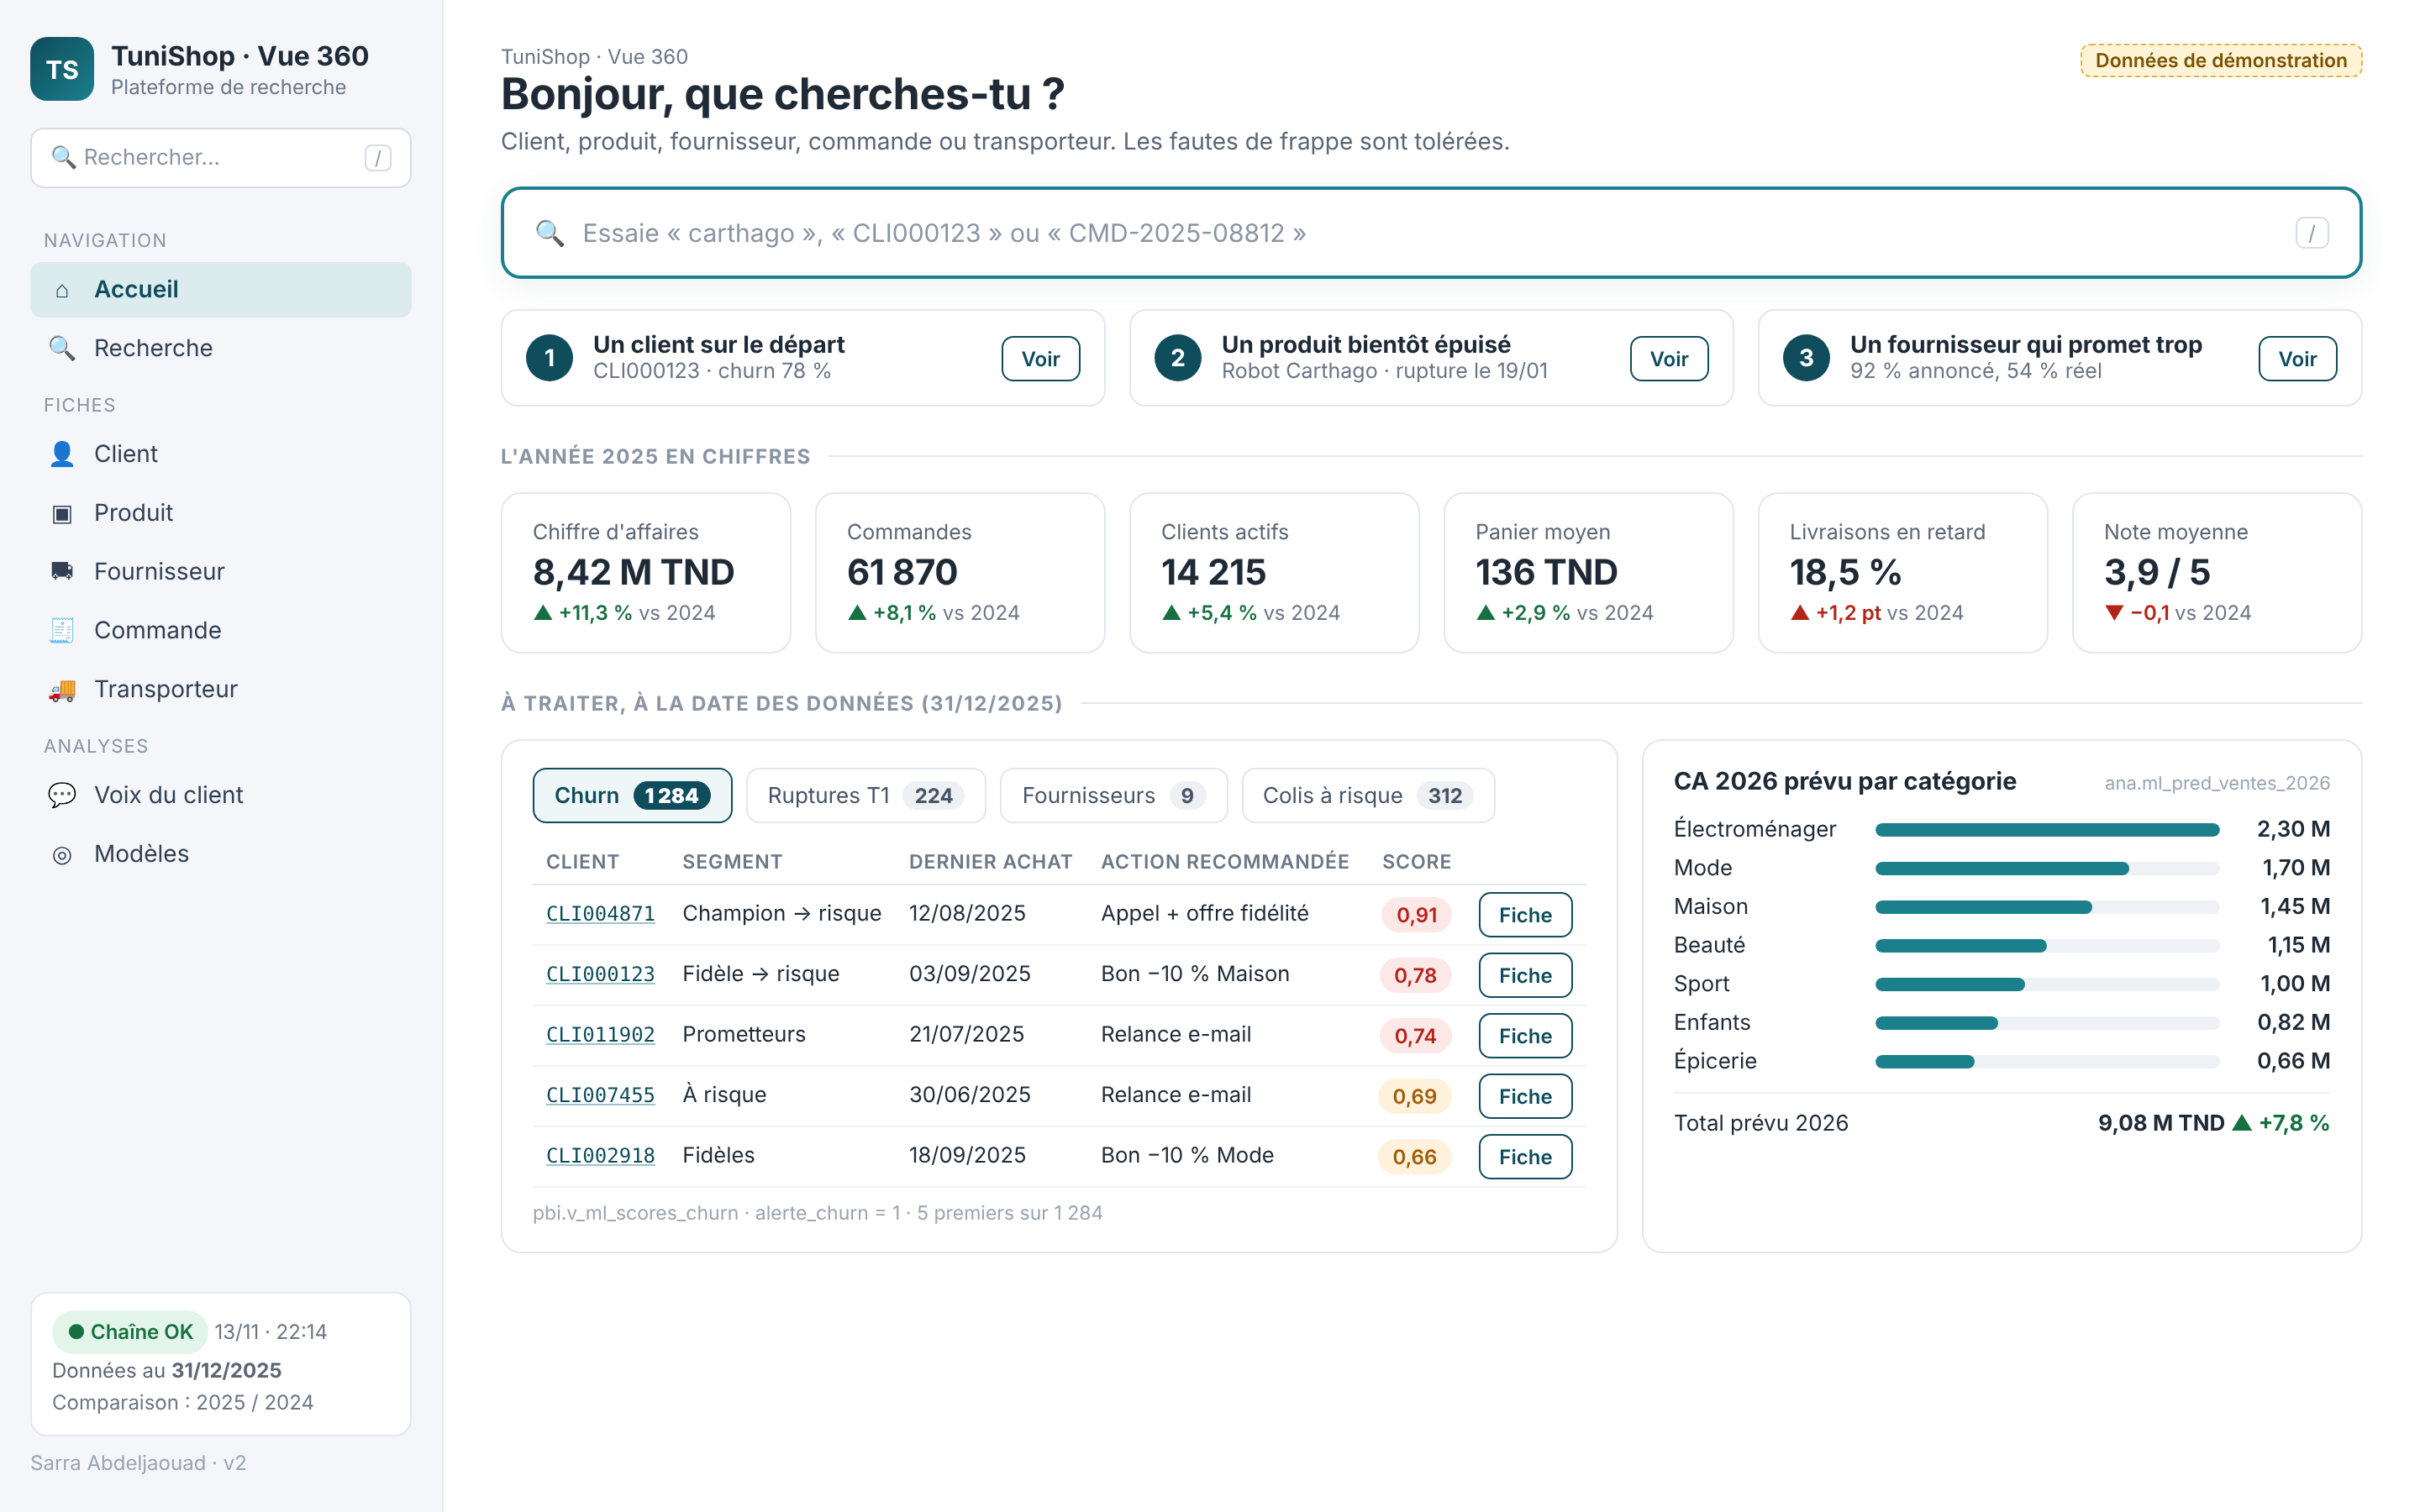 TS
TuniShop · Vue 360
Plateforme de recherche
Rechercher... /
NAVIGATION
Accueil
Recherche
FICHES
Client
Produit
Fournisseur
Commande
Transporteur
ANALYSES
Voix du client
Modèles
Chaîne OK 13/11 · 22:14
Données au 31/12/2025
Comparaison : 2025 / 2024
Sarra Abdeljaouad · v2
TuniShop · Vue 360
Données de démonstration
Bonjour, que cherches-tu ?
Client, produit, fournisseur, commande ou transporteur. Les fautes de frappe sont tolérées.
Essaie « carthago », « CLI000123 » ou « CMD-2025-08812 » /
1 Un client sur le départ
CLI000123 · churn 78 %
Voir
2 Un produit bientôt épuisé
Robot Carthago · rupture le 19/01
Voir
3 Un fournisseur qui promet trop
92 % annoncé, 54 % réel
Voir
L'ANNÉE 2025 EN CHIFFRES
Chiffre d'affaires
8,42 M TND
▲ +11,3 % vs 2024
Commandes
61 870
▲ +8,1 % vs 2024
Clients actifs
14 215
▲ +5,4 % vs 2024
Panier moyen
136 TND
▲ +2,9 % vs 2024
Livraisons en retard
18,5 %
▲ +1,2 pt vs 2024
Note moyenne
3,9 / 5
▼ −0,1 vs 2024
À TRAITER, À LA DATE DES DONNÉES (31/12/2025)
Churn 1 284 Ruptures T1 224 Fournisseurs 9 Colis à risque 312
CLIENT SEGMENT DERNIER ACHAT ACTION RECOMMANDÉE SCORE
CLI004871 Champion → risque 12/08/2025 Appel + offre fidélité 0,91 Fiche
CLI000123 Fidèle → risque 03/09/2025 Bon −10 % Maison 0,78 Fiche
CLI011902 Prometteurs 21/07/2025 Relance e-mail 0,74 Fiche
CLI007455 À risque 30/06/2025 Relance e-mail 0,69 Fiche
CLI002918 Fidèles 18/09/2025 Bon −10 % Mode 0,66 Fiche
pbi.v_ml_scores_churn · alerte_churn = 1 · 5 premiers sur 1 284
CA 2026 prévu par catégorie ana.ml_pred_ventes_2026
Électroménager 2,30 M
Mode 1,70 M
Maison 1,45 M
Beauté 1,15 M
Sport 1,00 M
Enfants 0,82 M
Épicerie 0,66 M
Total prévu 2026 9,08 M TND ▲ +7,8 %